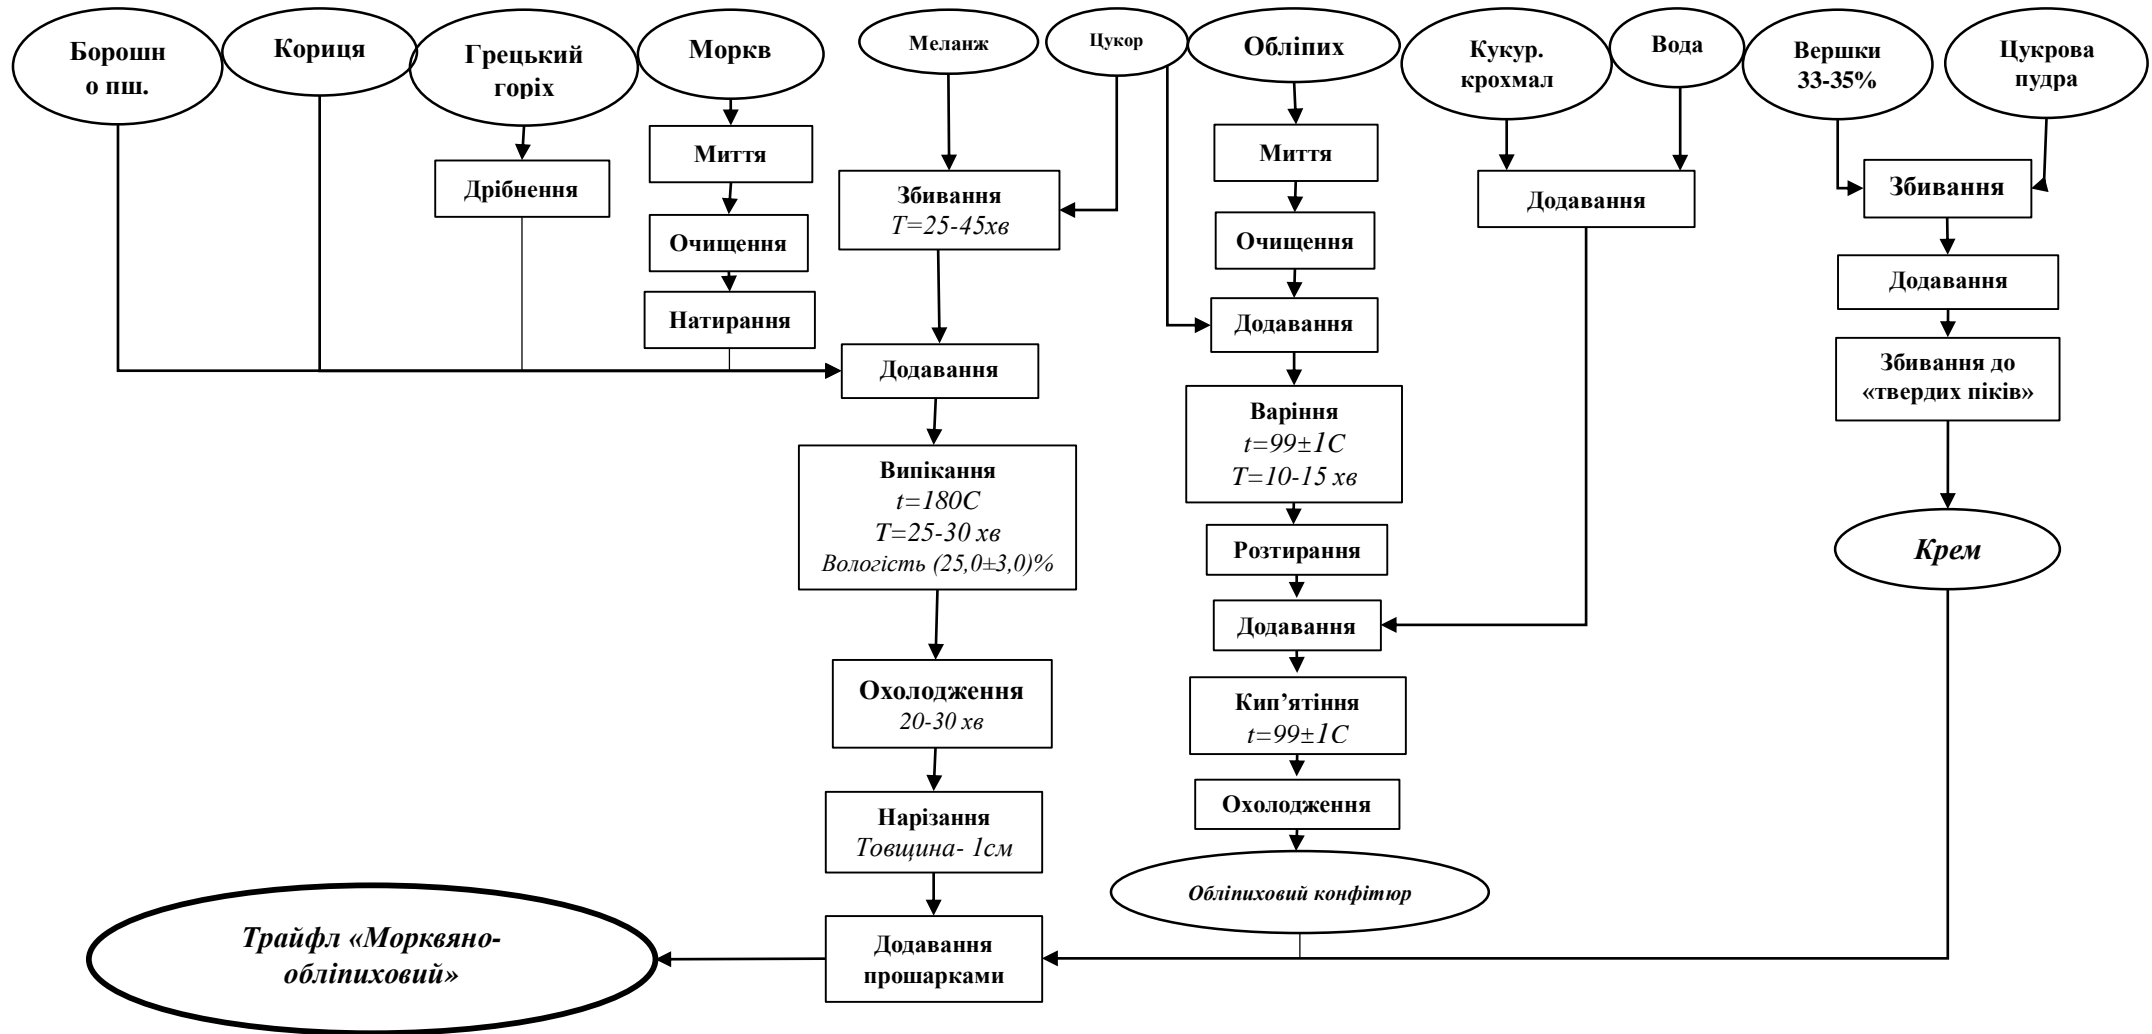 Борошн
о пш.
Кориця
Грецький
горіх
Моркв
Меланж
Цукор
Обліпих
Кукур.
крохмал
Вода
Вершки
33-35%
Цукрова
пудра
Дрібнення
Миття
Очищення
Натирання
Збивання
T=25-45хв
Додавання
Випікання
t=180С
T=25-30 хв
Вологість (25,0±3,0)%
Охолодження
20-30 хв
Нарізання
Товщина- 1см
Додавання
прошарками
Миття
Очищення
Додавання
Варіння
t=99±1С
T=10-15 хв
Розтирання
Додавання
Кип’ятіння
t=99±1С
Охолодження
Обліпиховий конфітюр
Додавання
Збивання
Додавання
Збивання до
«твердих піків»
Крем
Трайфл «Морквяно-
обліпиховий»